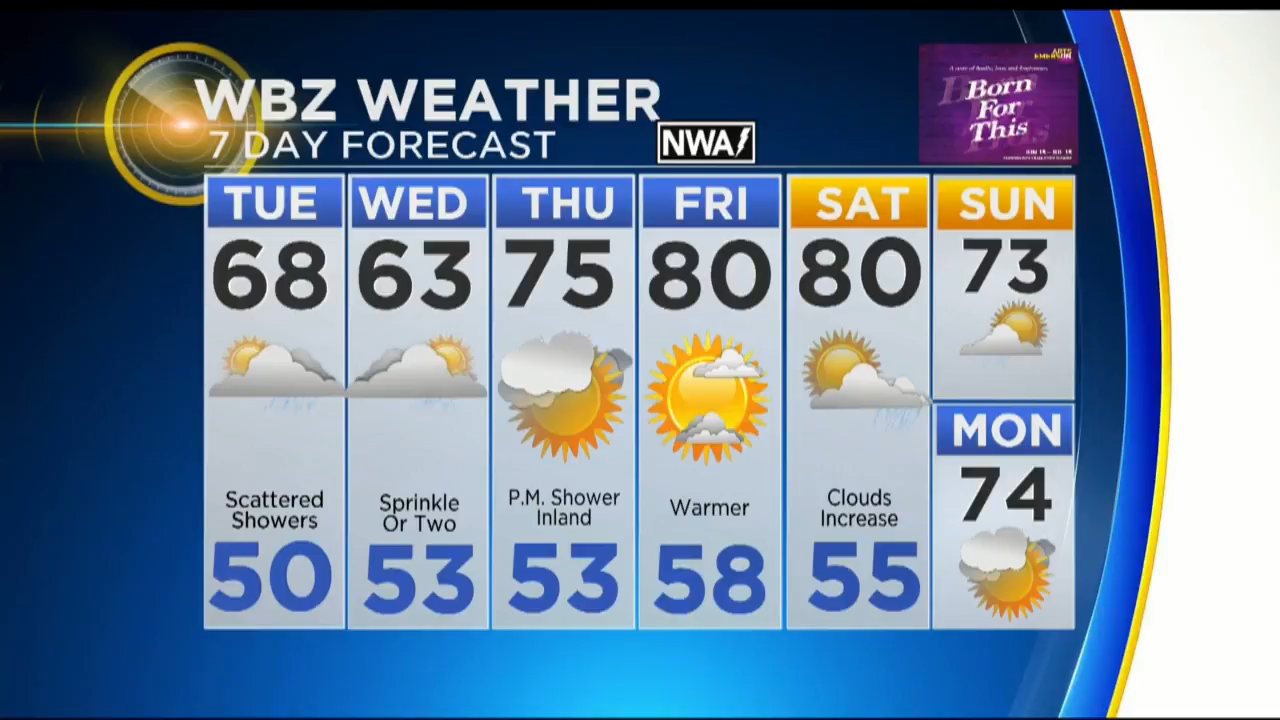 WBZ WEATHER
7 DAY FORECAST
NWA
ARTS
EMERSON
Born
For
This
TUE
68
Scattered
Showers
50
WED
63
Sprinkle
Or Two
53
THU
75
P.M. Shower
Inland
53
FRI
80
Warmer
58
SAT
80
Clouds
Increase
55
SUN
73
MON
74